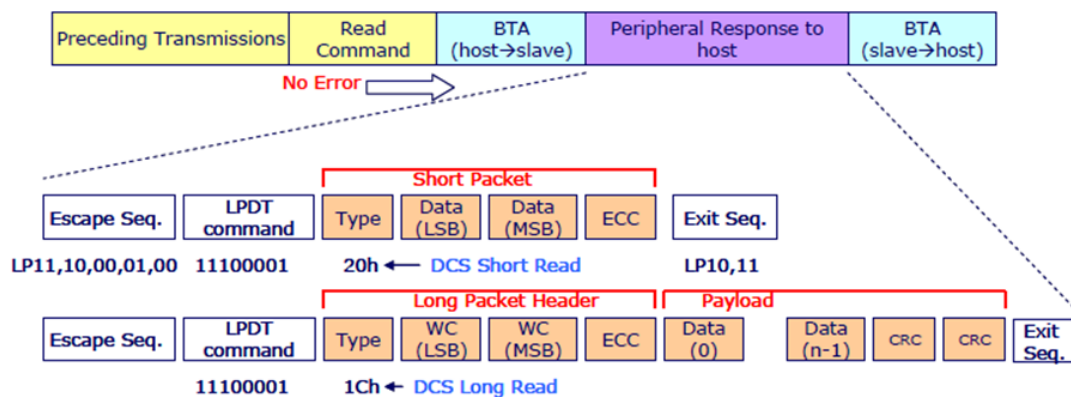 Preceding Transmissions
Read
Command
BTA
(host→slave)
Peripheral Response to
host
BTA
(slave→host)
No Error
Short Packet
Escape Seq.
LPDT
command
Type
Data
(LSB)
Data
(MSB)
ECC
Exit Seq.
LP11,10,00,01,00
11100001
20h ← DCS Short Read
LP10,11
Long Packet Header
Payload
Escape Seq.
LPDT
command
Type
WC
(LSB)
WC
(MSB)
ECC
Data
(0)
Data
(n-1)
CRC
CRC
Exit
Seq.
11100001
1Ch ← DCS Long Read